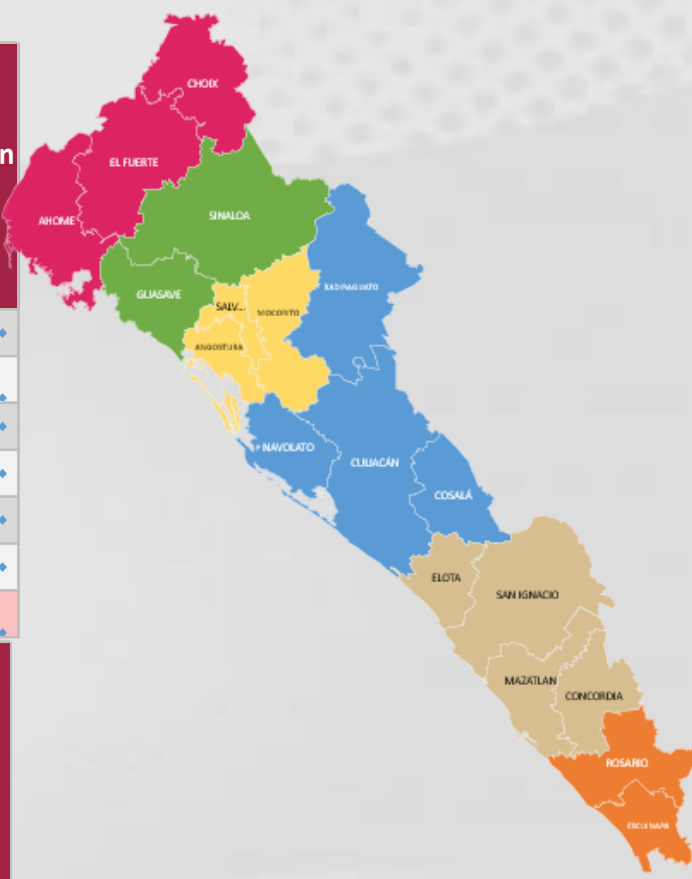 CHOIX
n
EL FUERTE
SINALOA
AHOME
BADIRAGUATO
GUASAVE
SALV...
MOCORITO
ANGOSTURA
NAVOLATO
CULIACÁN
COSALÁ
ELOTA
SAN IGNACIO
MAZATLAN
CONCORDIA
ROSARIO
ESCUINAPA